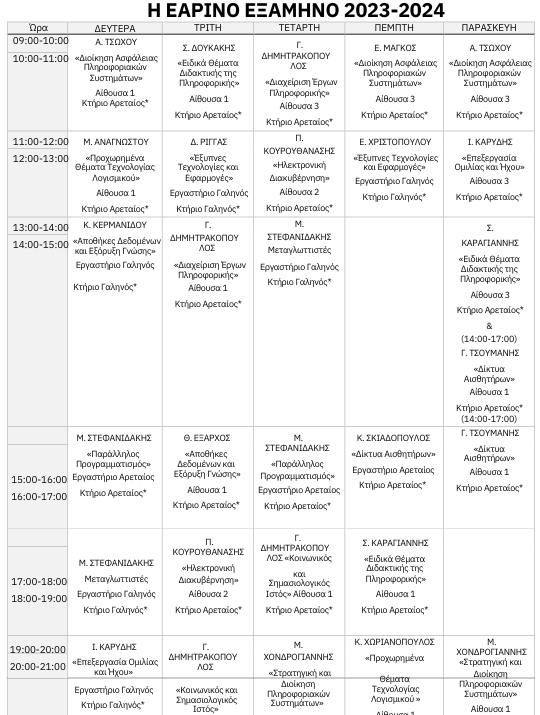 Η ΕΑΡΙΝΟ ΕΞΑΜΗΝΟ 2023-2024
Ώρα ΔΕΥΤΕΡΑ ΤΡΙΤΗ ΤΕΤΑΡΤΗ ΠΕΜΠΤΗ ΠΑΡΑΣΚΕΥΗ
09:00-10:00
10:00-11:00
Α. ΤΣΩΧΟΥ
«Διοίκηση Ασφάλειας
Πληροφοριακών
Συστημάτων»
Αίθουσα 1
Κτήριο Αρεταίος*
Σ. ΔΟΥΚΑΚΗΣ
«Ειδικά Θέματα
Διδακτικής της
Πληροφορικής»
Αίθουσα 1
Κτήριο Αρεταίος*
Γ.
ΔΗΜΗΤΡΑΚΟΠΟΥ
ΛΟΣ
«Διαχείριση Έργων
Πληροφορικής»
Αίθουσα 3
Κτήριο Αρεταίος*
Ε. ΜΑΓΚΟΣ
«Διοίκηση Ασφάλειας
Πληροφοριακών
Συστημάτων»
Αίθουσα 3
Κτήριο Αρεταίος*
Α. ΤΣΩΧΟΥ
«Διοίκηση Ασφάλειας
Πληροφοριακών
Συστημάτων»
Αίθουσα 3
Κτήριο Αρεταίος*
11:00-12:00
12:00-13:00
Μ. ΑΝΑΓΝΩΣΤΟΥ
«Προχωρημένα
Θέματα Τεχνολογίας
Λογισμικού»
Αίθουσα 1
Κτήριο Αρεταίος*
Δ. ΡΙΓΓΑΣ
«Έξυπνες
Τεχνολογίες και
Εφαρμογές»
Εργαστήριο Γαληνός
Κτήριο Γαληνός*
Π.
ΚΟΥΡΟΥΘΑΝΑΣΗΣ
«Ηλεκτρονική
Διακυβέρνηση»
Αίθουσα 2
Κτήριο Αρεταίος*
Ε. ΧΡΙΣΤΟΠΟΥΛΟΥ
«Έξυπνες Τεχνολογίες
και Εφαρμογές»
Εργαστήριο Γαληνός
Κτήριο Γαληνός*
Ι. ΚΑΡΥΔΗΣ
«Επεξεργασία
Ομιλίας και Ήχου»
Αίθουσα 3
Κτήριο Αρεταίος*
13:00-14:00
14:00-15:00
Κ. ΚΕΡΜΑΝΙΔΟΥ
«Αποθήκες Δεδομένων
και Εξόρυξη Γνώσης»
Εργαστήριο Γαληνός
Κτήριο Γαληνός*
Γ.
ΔΗΜΗΤΡΑΚΟΠΟΥ
ΛΟΣ
«Διαχείριση Έργων
Πληροφορικής»
Αίθουσα 1
Κτήριο Αρεταίος*
Μ.
ΣΤΕΦΑΝΙΔΑΚΗΣ
Μεταγλωττιστές
Εργαστήριο Γαληνός
Κτήριο Γαληνός*
Σ.
ΚΑΡΑΓΙΑΝΝΗΣ
«Ειδικά Θέματα
Διδακτικής της
Πληροφορικής»
Αίθουσα 3
Κτήριο Αρεταίος*
&
(14:00-17:00)
Γ. ΤΣΟΥΜΑΝΗΣ
«Δίκτυα
Αισθητήρων»
Αίθουσα 1
Κτήριο Αρεταίος*
(14:00-17:00)
15:00-16:00
16:00-17:00
Μ. ΣΤΕΦΑΝΙΔΑΚΗΣ
«Παράλληλος
Προγραμματισμός»
Εργαστήριο Αρεταίος
Κτήριο Αρεταίος*
Θ. ΕΞΑΡΧΟΣ
«Αποθήκες
Δεδομένων και
Εξόρυξη Γνώσης»
Αίθουσα 1
Κτήριο Αρεταίος*
Μ.
ΣΤΕΦΑΝΙΔΑΚΗΣ
«Παράλληλος
Προγραμματισμός»
Εργαστήριο Αρεταίος
Κτήριο Αρεταίος*
Κ. ΣΚΙΑΔΟΠΟΥΛΟΣ
«Δίκτυα Αισθητήρων»
Εργαστήριο Αρεταίος
Κτήριο Αρεταίος*
Γ. ΤΣΟΥΜΑΝΗΣ
«Δίκτυα
Αισθητήρων»
Αίθουσα 1
Κτήριο Αρεταίος*
17:00-18:00
18:00-19:00
Μ. ΣΤΕΦΑΝΙΔΑΚΗΣ
Μεταγλωττιστές
Εργαστήριο Γαληνός
Κτήριο Γαληνός*
Π.
ΚΟΥΡΟΥΘΑΝΑΣΗΣ
«Ηλεκτρονική
Διακυβέρνηση»
Αίθουσα 2
Κτήριο Αρεταίος*
Γ.
ΔΗΜΗΤΡΑΚΟΠΟΥ
ΛΟΣ «Κοινωνικός
και
Σημασιολογικός
Ιστός» Αίθουσα 1
Κτήριο Αρεταίος*
Σ. ΚΑΡΑΓΙΑΝΝΗΣ
«Ειδικά Θέματα
Διδακτικής της
Πληροφορικής»
Αίθουσα 1
Κτήριο Αρεταίος*
19:00-20:00
20:00-21:00
Ι. ΚΑΡΥΔΗΣ
«Επεξεργασία Ομιλίας
και Ήχου»
Εργαστήριο Γαληνός
Κτήριο Γαληνός*
Γ.
ΔΗΜΗΤΡΑΚΟΠΟΥ
ΛΟΣ
«Κοινωνικός και
Σημασιολογικός
Ιστός»
Μ.
ΧΟΝΔΡΟΓΙΑΝΝΗΣ
«Στρατηγική και
Διοίκηση
Πληροφοριακών
Συστημάτων»
Αίθουσα 1
Κ. ΧΩΡΙΑΝΟΠΟΥΛΟΣ
«Προχωρημένα
Θέματα
Τεχνολογίας
Λογισμικού »
Αίθουσα 1
Μ.
ΧΟΝΔΡΟΓΙΑΝΝΗΣ
«Στρατηγική και
Διοίκηση
Πληροφοριακών
Συστημάτων»
Αίθουσα 1